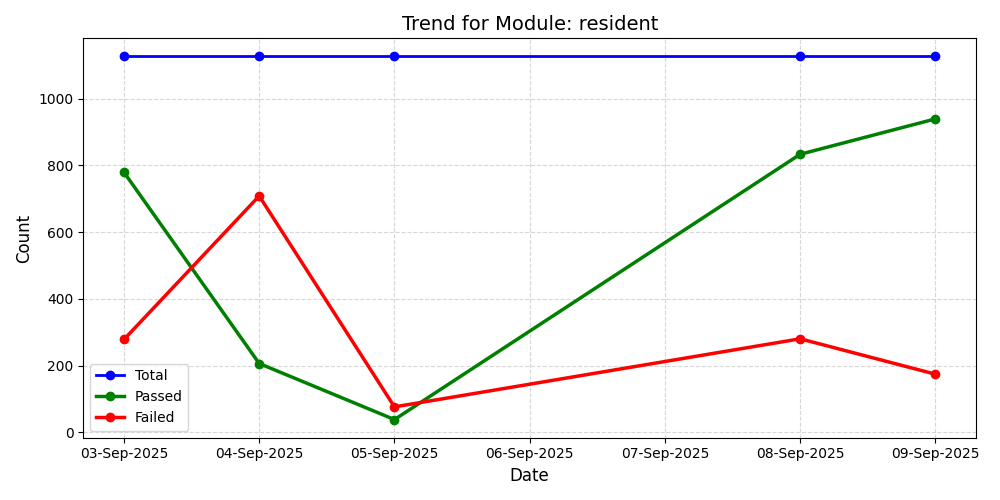 Trend for Module: resident
Count
1000
800
600
400
200
0
Total
Passed
Failed
03-Sep-2025 04-Sep-2025 05-Sep-2025 06-Sep-2025 07-Sep-2025 08-Sep-2025 09-Sep-2025
Date